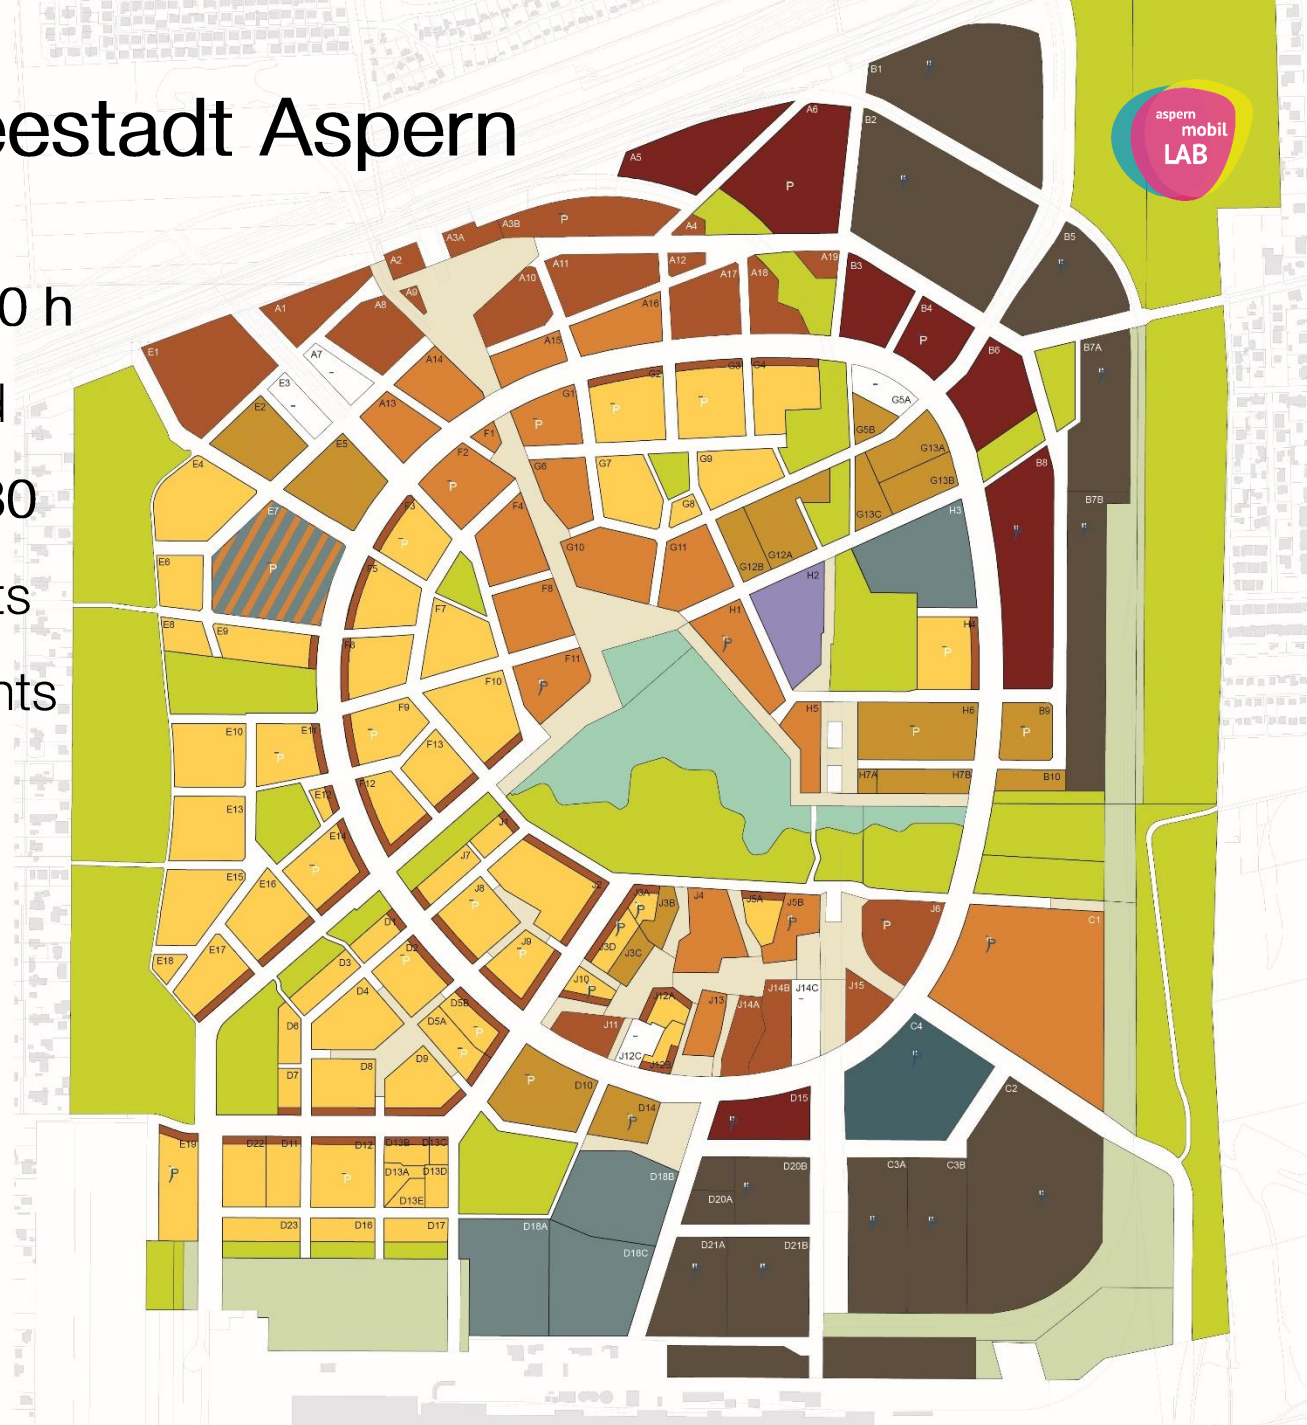 eestadt Aspern
aspern
mobil
LAB
0 h
30
ts
nts
B1
A6
B2
A5
P
B5
A3B
P
A4
A3A
A2
A11
A12
A19
B3
A17
A18
A10
A9
A1
A8
A16
B4
P
A15
B6
B7A
E1
A7
A14
G2
G3
G4
E3
G1
G5A
A13
P
P
P
E2
F1
G5B
E5
F2
G13A
E4
G6
G7
G9
B8
P
G13B
B7B
F3
F4
G8
G13C
H3
E7
P
G10
G11
G12A
E6
P
F5
G12B
H2
F8
F7
H1
E8
E9
P
H4
F6
F11
P
P
F10
F9
H5
H6
B9
E10
E11
P
P
P
P
F13
F12
H7A
H7B
B10
E12
E13
J1
E14
J7
P
E15
E16
J8
J2
J3A
J3B
J4
J5A
J5B
P
P
P
J6
C1
D1
P
P
P
E17
D2
J9
J3D
J3C
P
P
E18
D3
J10
J14B
J14C
J15
D4
P
J12A
J13
J14A
D5B
D6
D5A
P
J11
C4
P
J12C
J12B
D9
D7
D8
P
D10
C2
D15
D14
P
E19
D22
D11
D12
D13B
D13C
P
P
D13A
D13D
D18B
D20B
C3A
C3B
D13E
D20A
D23
D16
D17
D18A
D21A
D21B
D18C